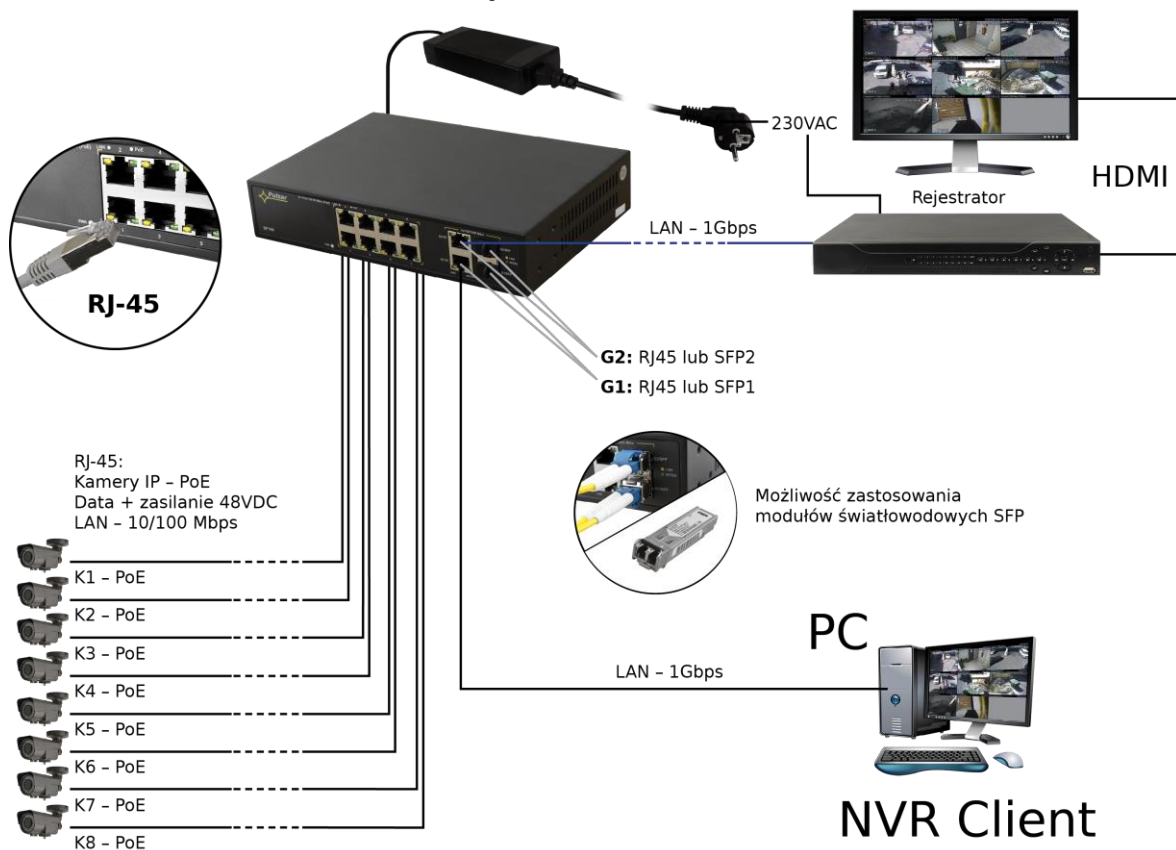 230VAC
HDMI
Rejestrator
LAN – 1Gbps
Pulsar
RJ-45
G2: RJ45 lub SFP2
G1: RJ45 lub SFP1
RJ-45:
Kamery IP – PoE
Data + zasilanie 48VDC
LAN – 10/100 Mbps
Możliwość zastosowania
modułów światłowodowych SFP
K1 – PoE
K2 – PoE
K3 – PoE
K4 – PoE
K5 – PoE
K6 – PoE
K7 – PoE
K8 – PoE
PC
LAN – 1Gbps
NVR Client